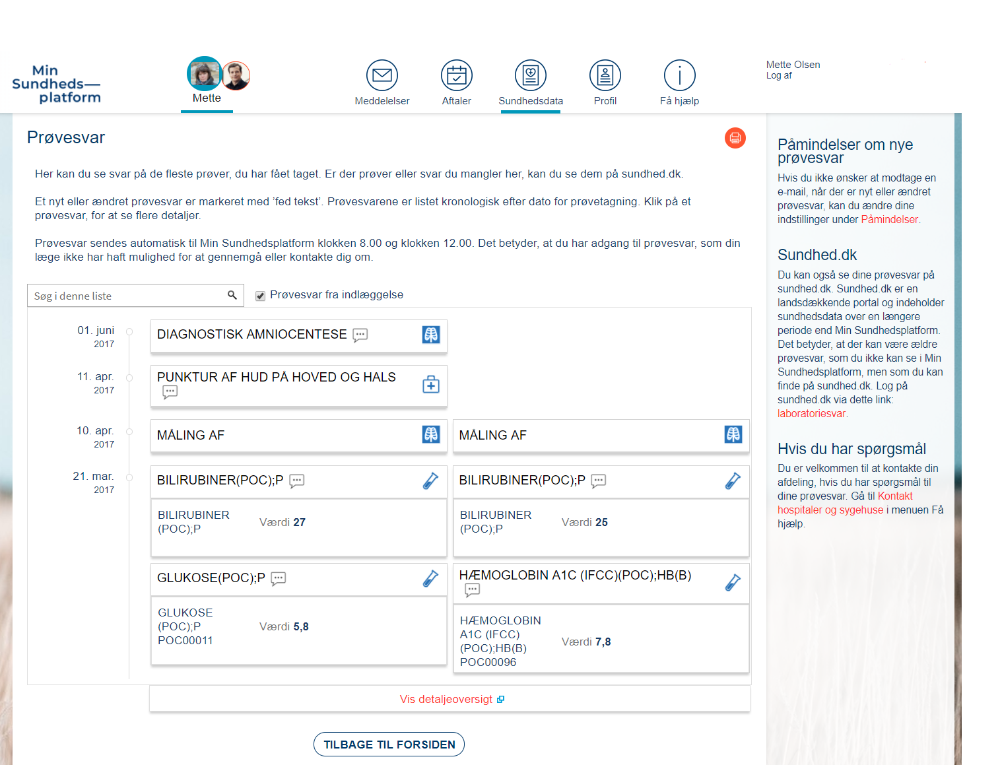 Min
Sundheds—
platform
Mette
Meddelelser
Aftaler
Sundhedsdata
Profil
Få hjælp
Mette Olsen
Log af
Prøvesvar
Her kan du se svar på de fleste prøver, du har fået taget. Er der prøver eller svar du mangler her, kan du se dem på sundhed.dk.
Et nyt eller ændret prøvesvar er markeret med ’fed tekst’. Prøvesvarene er listet kronologisk efter dato for prøvetagning. Klik på et
prøvesvar, for at se flere detaljer.
Prøvesvar sendes automatisk til Min Sundhedsplatform klokken 8.00 og klokken 12.00. Det betyder, at du har adgang til prøvesvar, som din
læge ikke har haft mulighed for at gennemgå eller kontakte dig om.
Søg i denne liste
Prøvesvar fra indlæggelse
01. juni
2017
DIAGNOSTISK AMNIOCENTESE
11. apr.
2017
PUNKTUR AF HUD PÅ HOVED OG HALS
10. apr.
2017
MÅLING AF
MÅLING AF
21. mar.
2017
BILIRUBINER(POC);P
BILIRUBINER
(POC);P
Værdi 27
BILIRUBINER(POC);P
BILIRUBINER
(POC);P
Værdi 25
GLUKOSE(POC);P
GLUKOSE
(POC);P
POC00011
Værdi 5,8
HÆMOGLOBIN A1C (IFCC)(POC);HB(B)
HÆMOGLOBIN
A1C (IFCC)
(POC);HB(B)
POC00096
Værdi 7,8
Vis detaljeoversigt
TILBAGE TIL FORSIDEN
Påmindelser om nye
prøvesvar
Hvis du ikke ønsker at modtage en
e-mail, når der er nyt eller ændret
prøvesvar, kan du ændre dine
indstillinger under Påmindelser.
Sundhed.dk
Du kan også se dine prøvesvar på
sundhed.dk. Sundhed.dk er en
landsdækkende portal og indeholder
sundhedsdata over en længere
periode end Min Sundhedsplatform.
Det betyder, at der kan være ældre
prøvesvar, som du ikke kan se i Min
Sundhedsplatform, men som du kan
finde på sundhed.dk. Log på
sundhed.dk via dette link:
laboratoriesvar.
Hvis du har spørgsmål
Du er velkommen til at kontakte din
afdeling, hvis du har spørgsmål til
dine prøvesvar. Gå til Kontakt
hospitaler og sygehuse i menuen Få
hjælp.